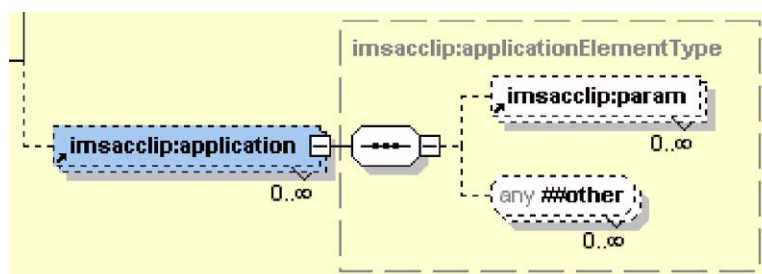 imsacclip:applicationElementType
imsacclip:param
0..∞
imsacclip:application
0..∞
any ##other
0..∞